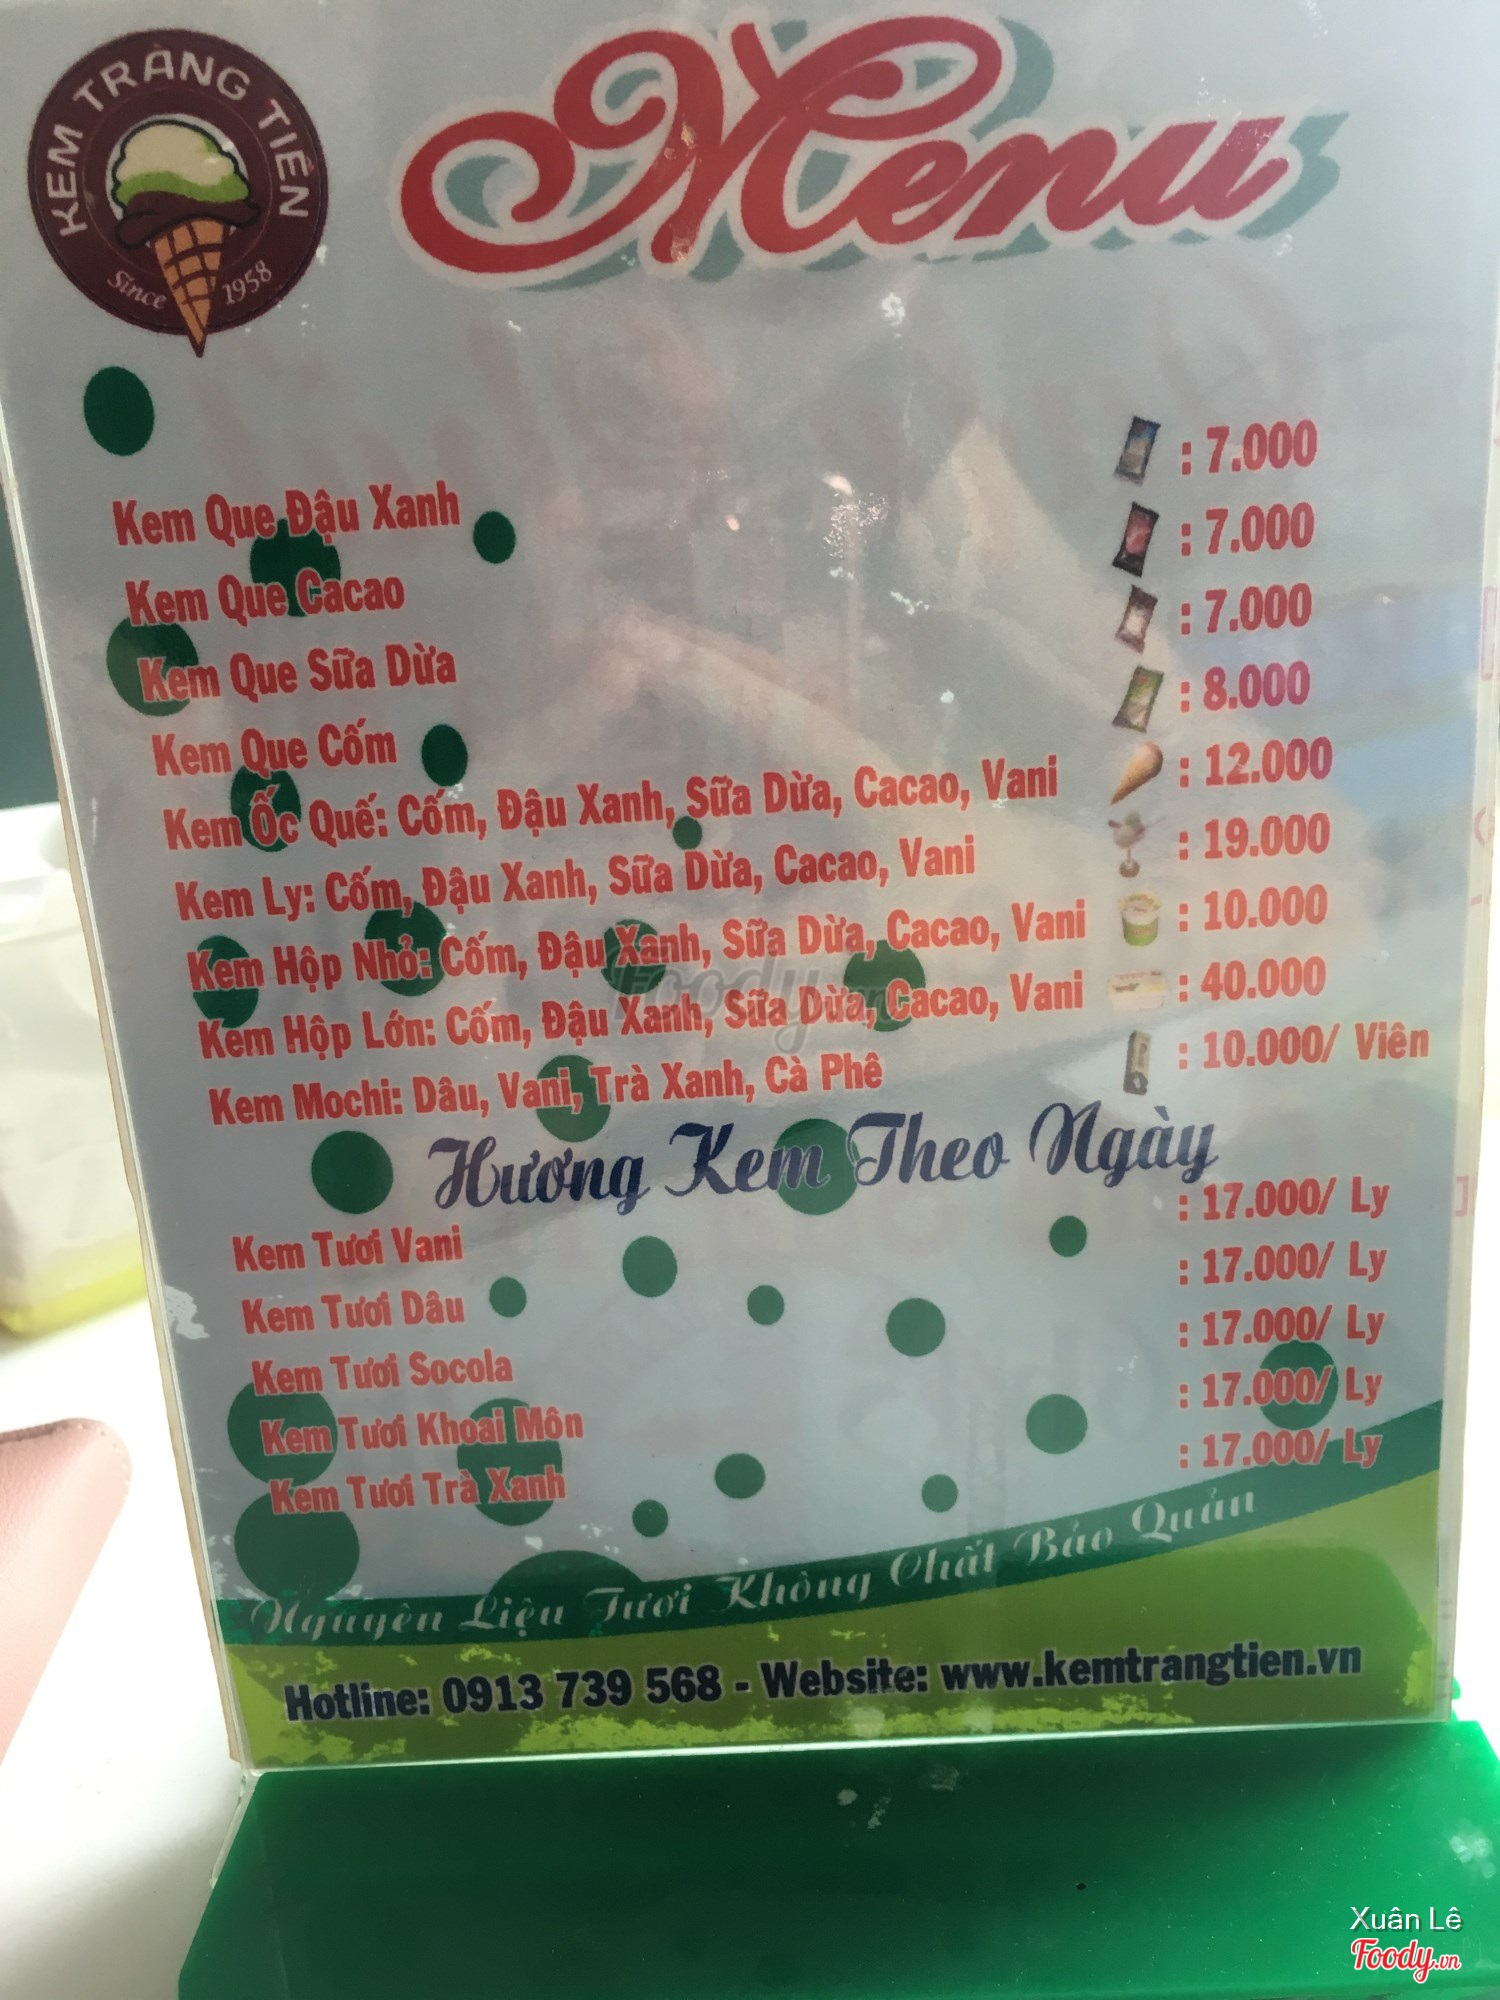 KEM TRÀNG TIỀN
Since 1958
Menu
Kem Que Đậu Xanh : 7.000
Kem Que Cacao : 7.000
Kem Que Sữa Dừa : 7.000
Kem Que Cốm : 8.000
Kem Ốc Quế: Cốm, Đậu Xanh, Sữa Dừa, Cacao, Vani : 12.000
Kem Ly: Cốm, Đậu Xanh, Sữa Dừa, Cacao, Vani : 19.000
Kem Hộp Nhỏ: Cốm, Đậu Xanh, Sữa Dừa, Cacao, Vani : 10.000
Kem Hộp Lớn: Cốm, Đậu Xanh, Sữa Dừa, Cacao, Vani : 40.000
Kem Mochi: Dâu, Vani, Trà Xanh, Cà Phê : 10.000/ Viên
Hương Kem Theo Ngày
Kem Tươi Vani : 17.000/ Ly
Kem Tươi Dâu : 17.000/ Ly
Kem Tươi Socola : 17.000/ Ly
Kem Tươi Khoai Môn : 17.000/ Ly
Kem Tươi Trà Xanh : 17.000/ Ly
Nguyên Liệu Tươi Không Chất Bảo Quản
Hotline: 0913 739 568 - Website: www.kemtrangtien.vn
Foody.vn
Xuân Lê
Foody.vn